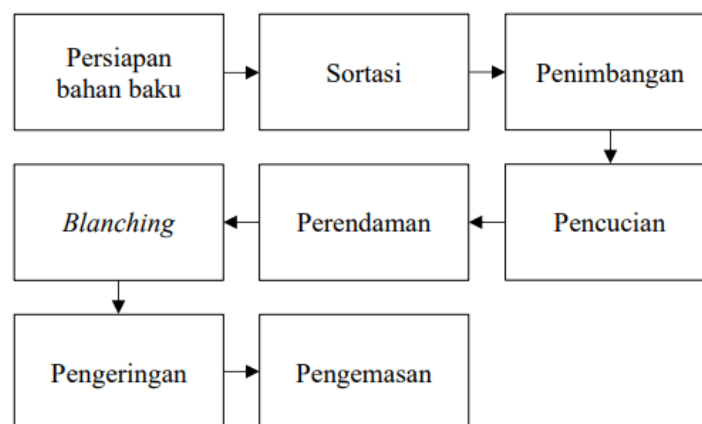 Persiapan
bahan baku
Sortasi
Penimbangan
Pencucian
Perendaman
Blanching
Pengeringan
Pengemasan